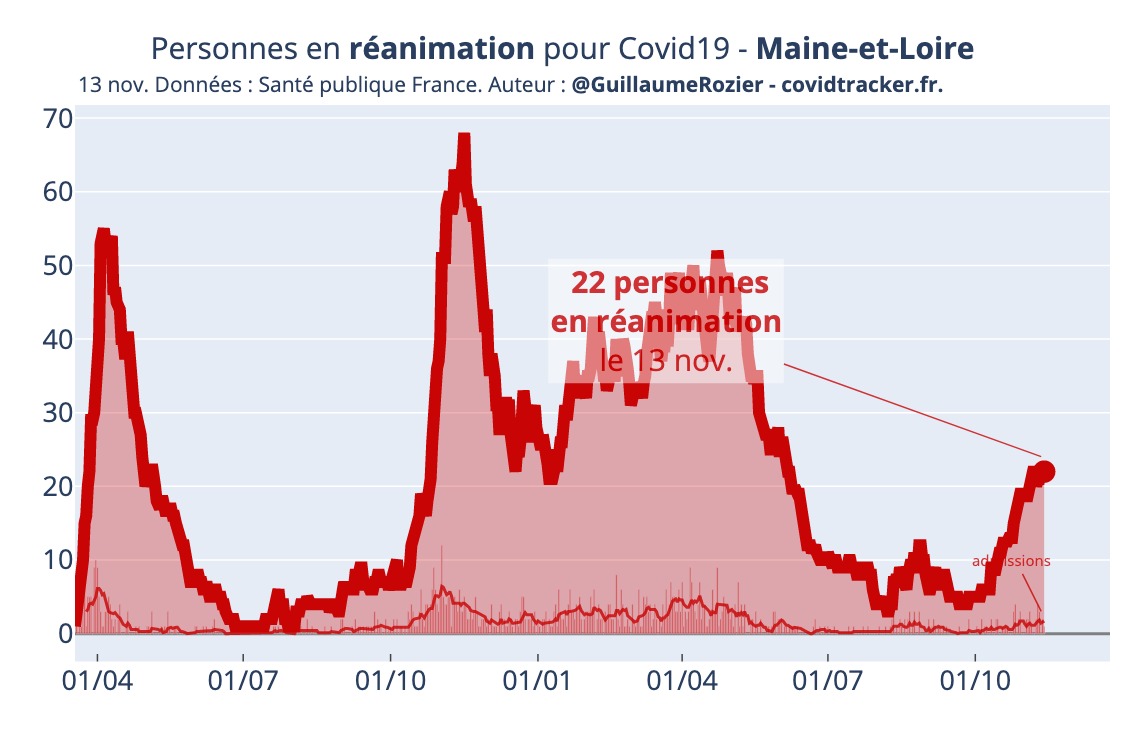 Personnes en réanimation pour Covid19 - Maine-et-Loire
13 nov. Données : Santé publique France. Auteur : @GuillaumeRozier - covidtracker.fr.
70
60
50
40
30
20
10
0
22 personnes
en réanimation
le 13 nov.
admissions
01/04 01/07 01/10 01/01 01/04 01/07 01/10